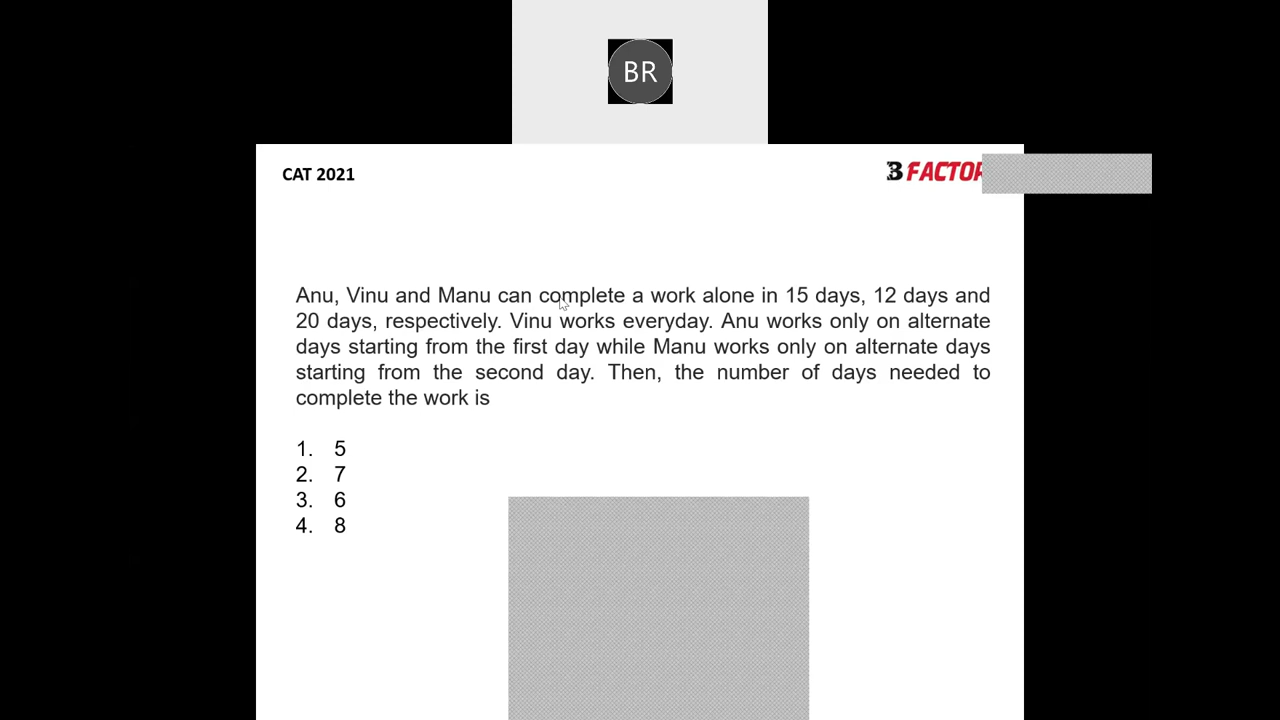 BR
CAT 2021
3 FACTOR
Anu, Vinu and Manu can complete a work alone in 15 days, 12 days and
20 days, respectively. Vinu works everyday. Anu works only on alternate
days starting from the first day while Manu works only on alternate days
starting from the second day. Then, the number of days needed to
complete the work is
1. 5
2. 7
3. 6
4. 8